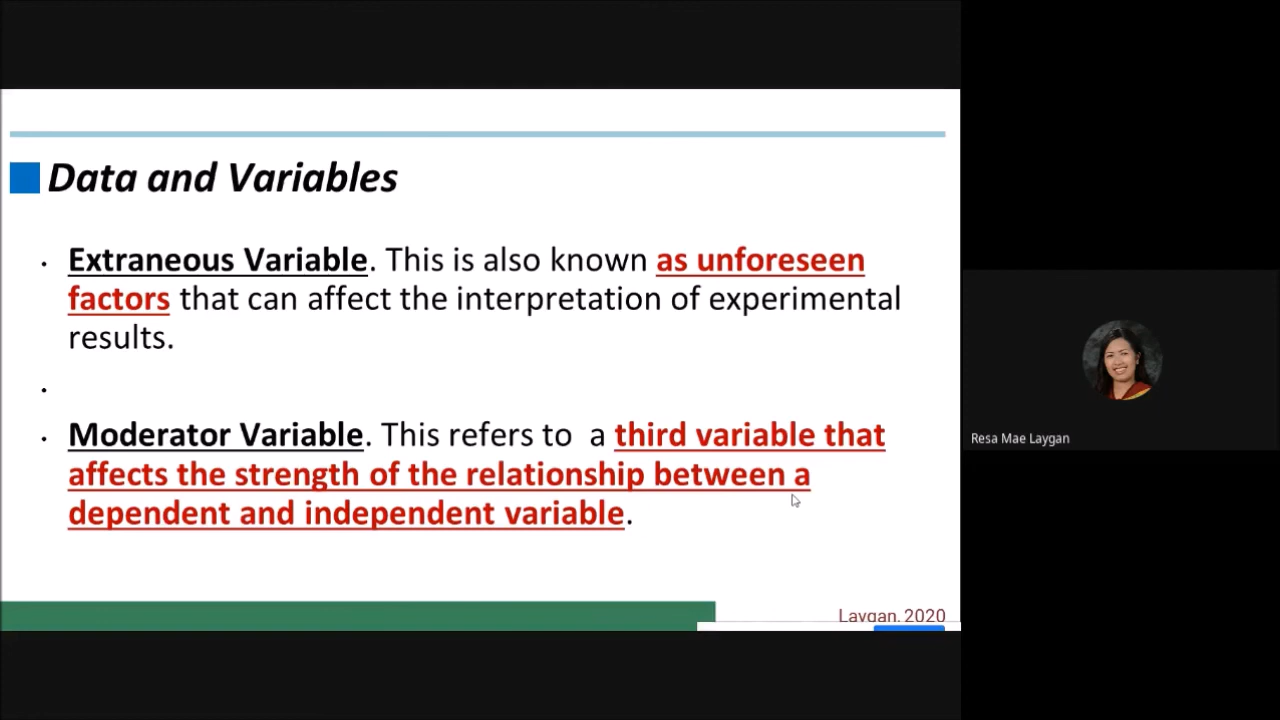 Data and Variables
• Extraneous Variable. This is also known as unforeseen
factors that can affect the interpretation of experimental
results.
•
• Moderator Variable. This refers to  a third variable that
affects the strength of the relationship between a
dependent and independent variable.
Laygan, 2020
Resa Mae Laygan